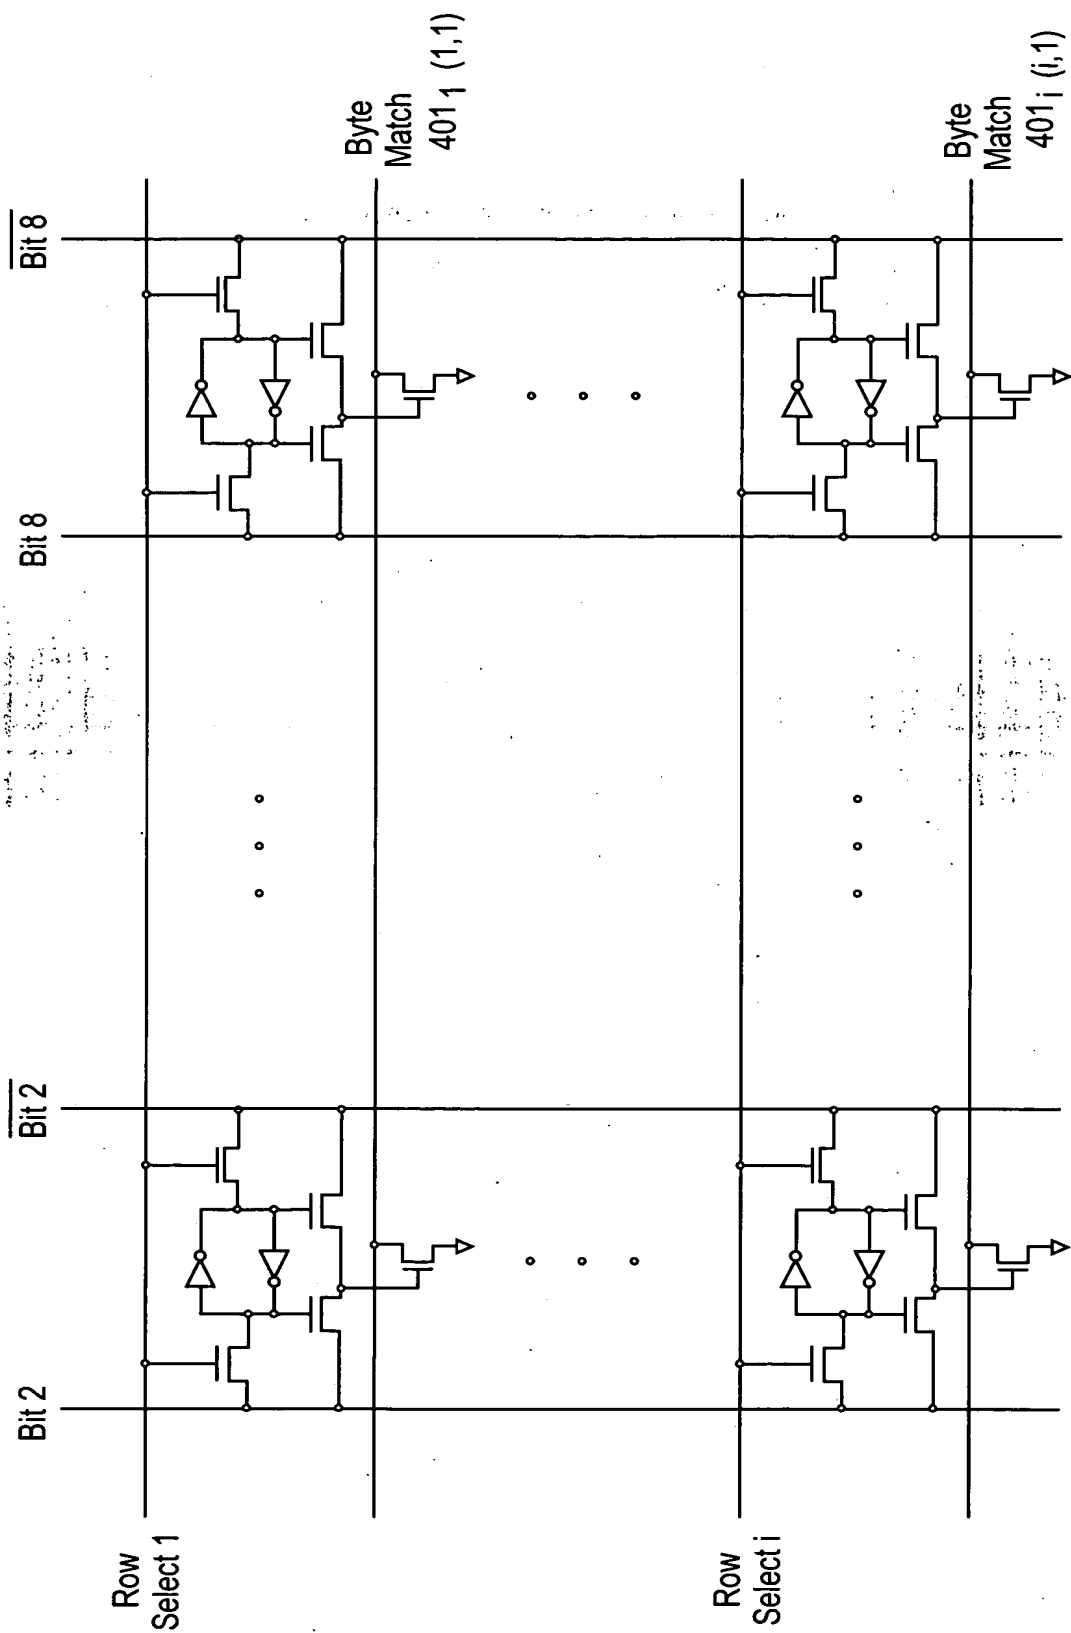 Bit 2
Bit 2
Bit 8
Bit 8
Row
Select 1
Byte
Match
401₁ (1,1)
Row
Select i
Byte
Match
401ᵢ (i,1)